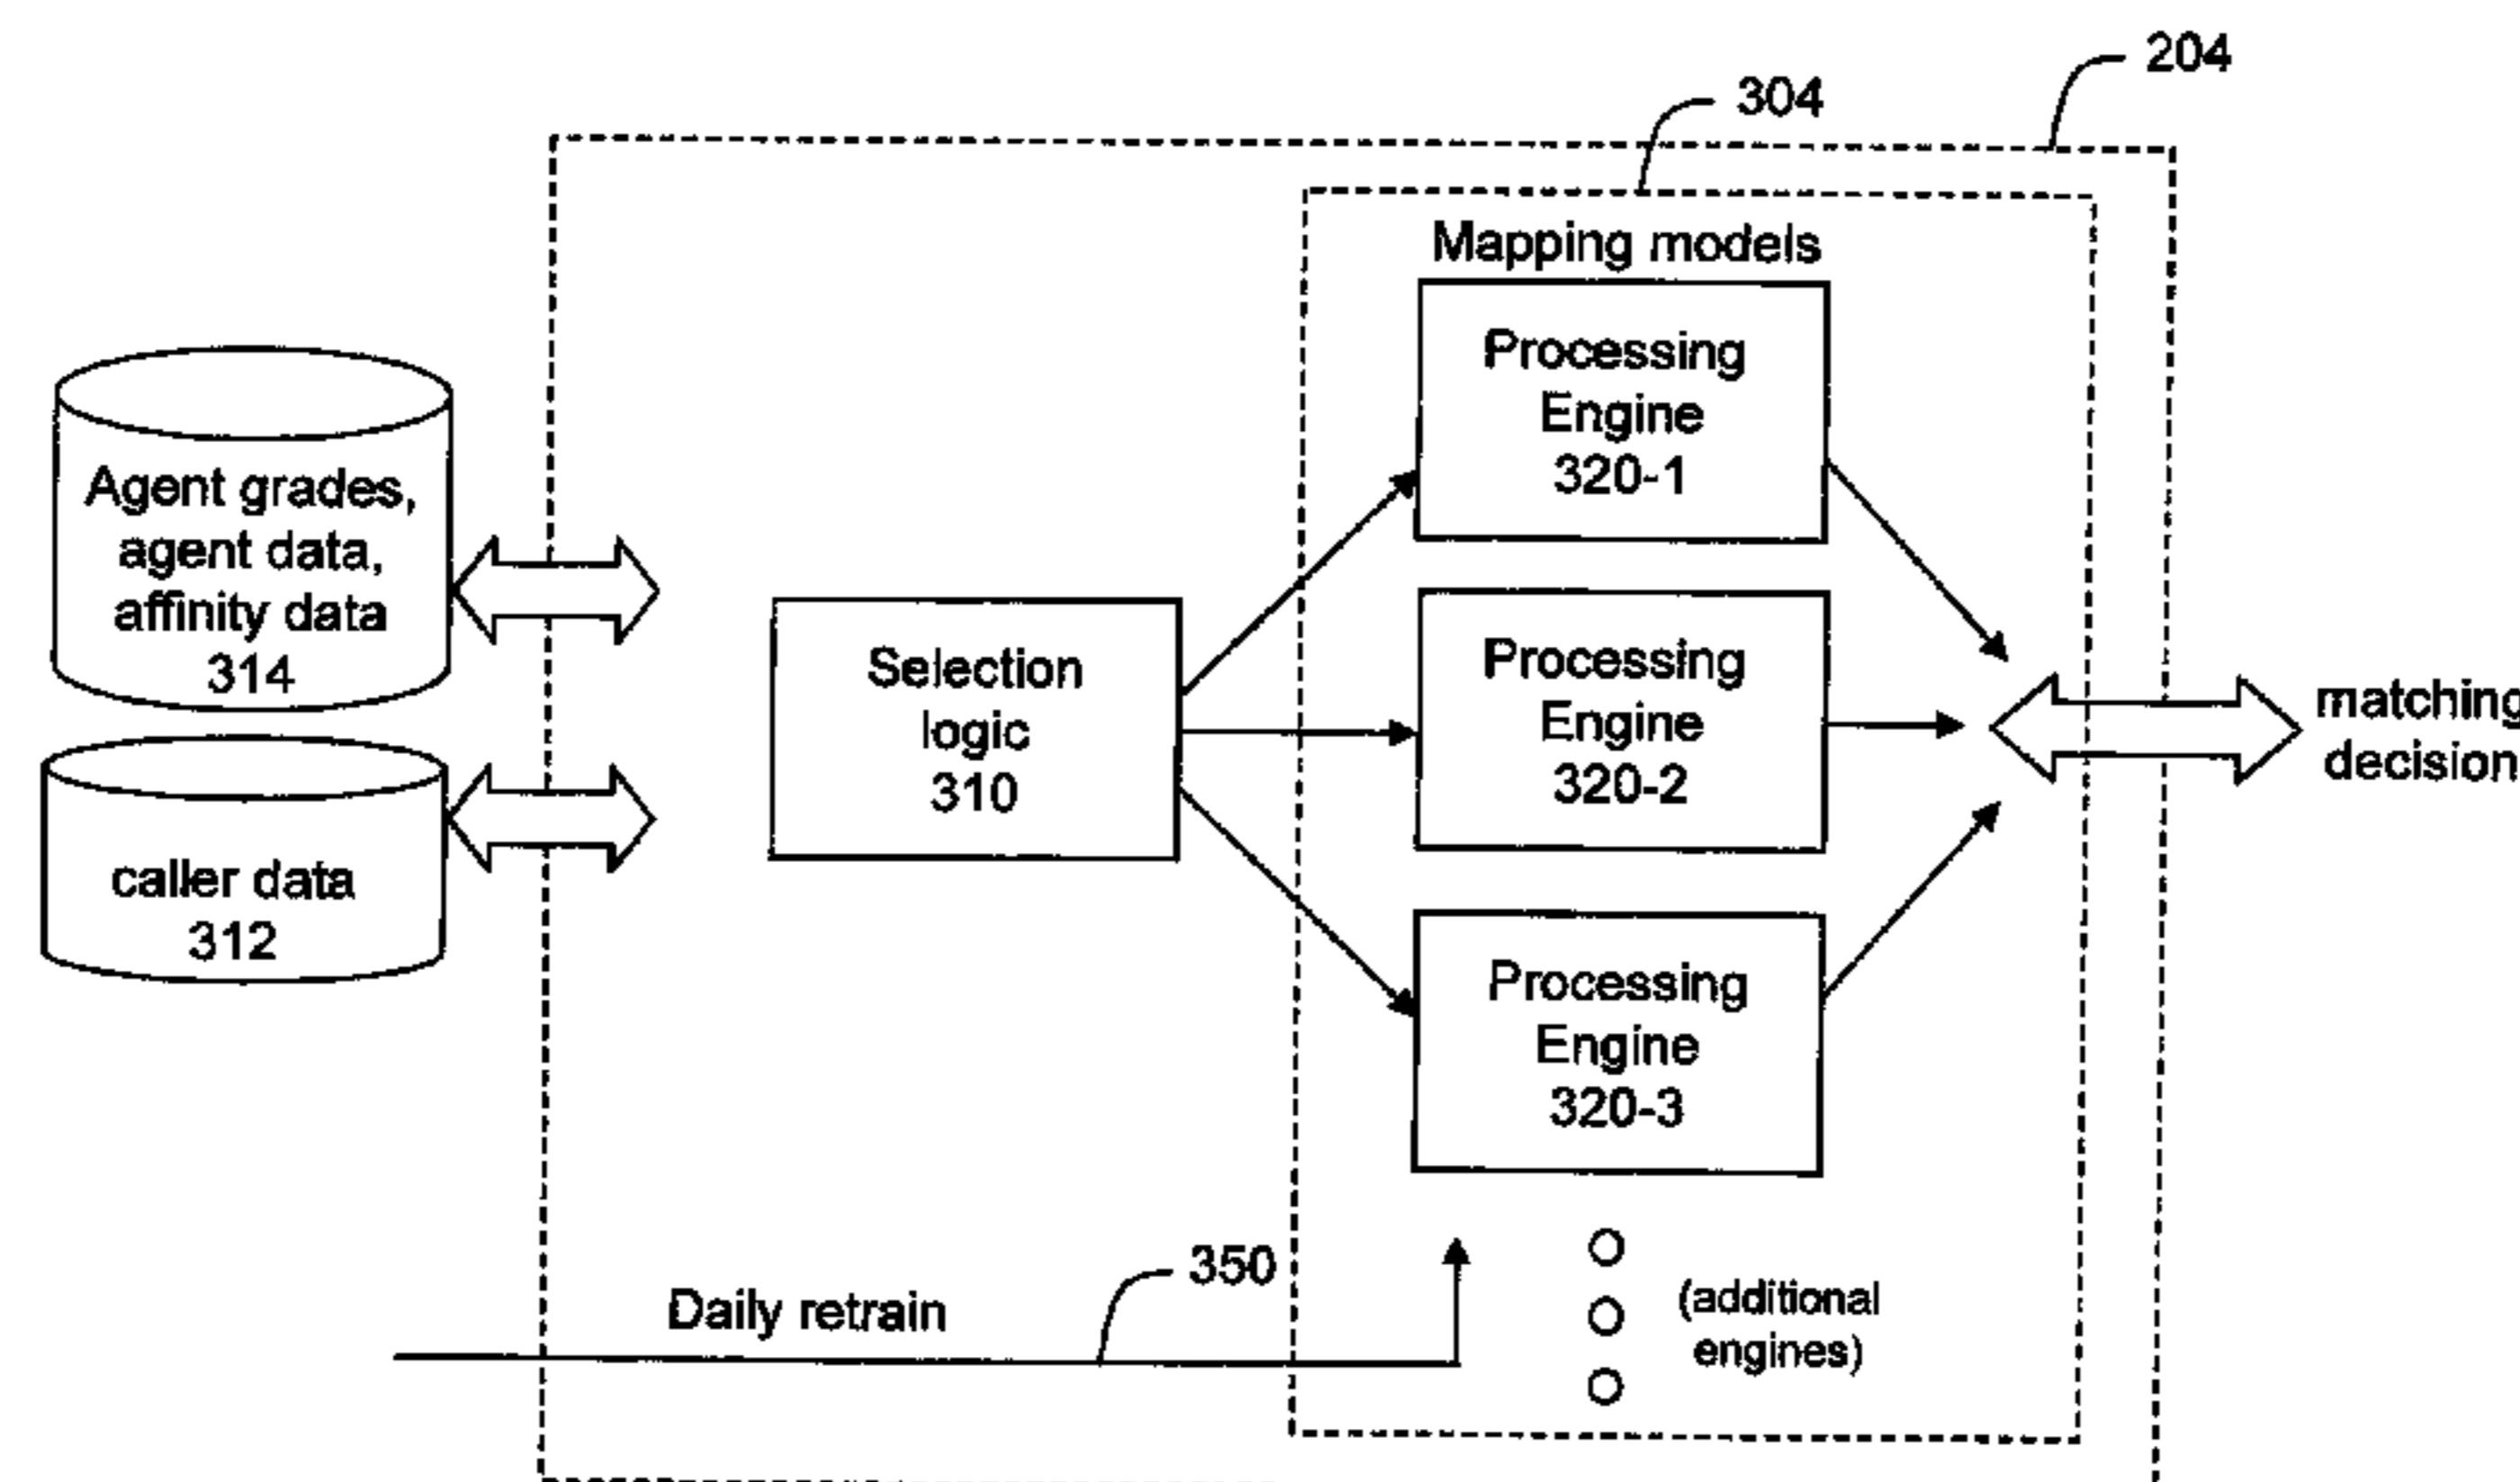 204
304
Mapping models
Processing
Engine
320-1
Agent grades,
agent data,
affinity data
314
Selection
logic
310
Processing
Engine
320-2
matching
decision
caller data
312
Processing
Engine
320-3
350
Daily retrain
(additional
engines)